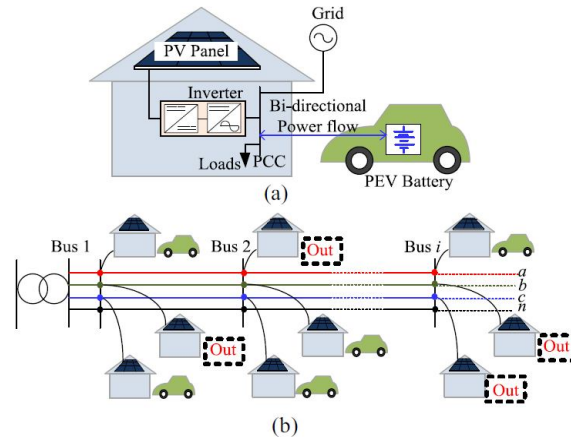 Grid
PV Panel
Inverter
Bi-directional
Power flow
Loads
PCC
PEV Battery
(a)
Bus 1
Bus 2
Out
Bus i
a
b
c
n
Out
Out
Out
(b)